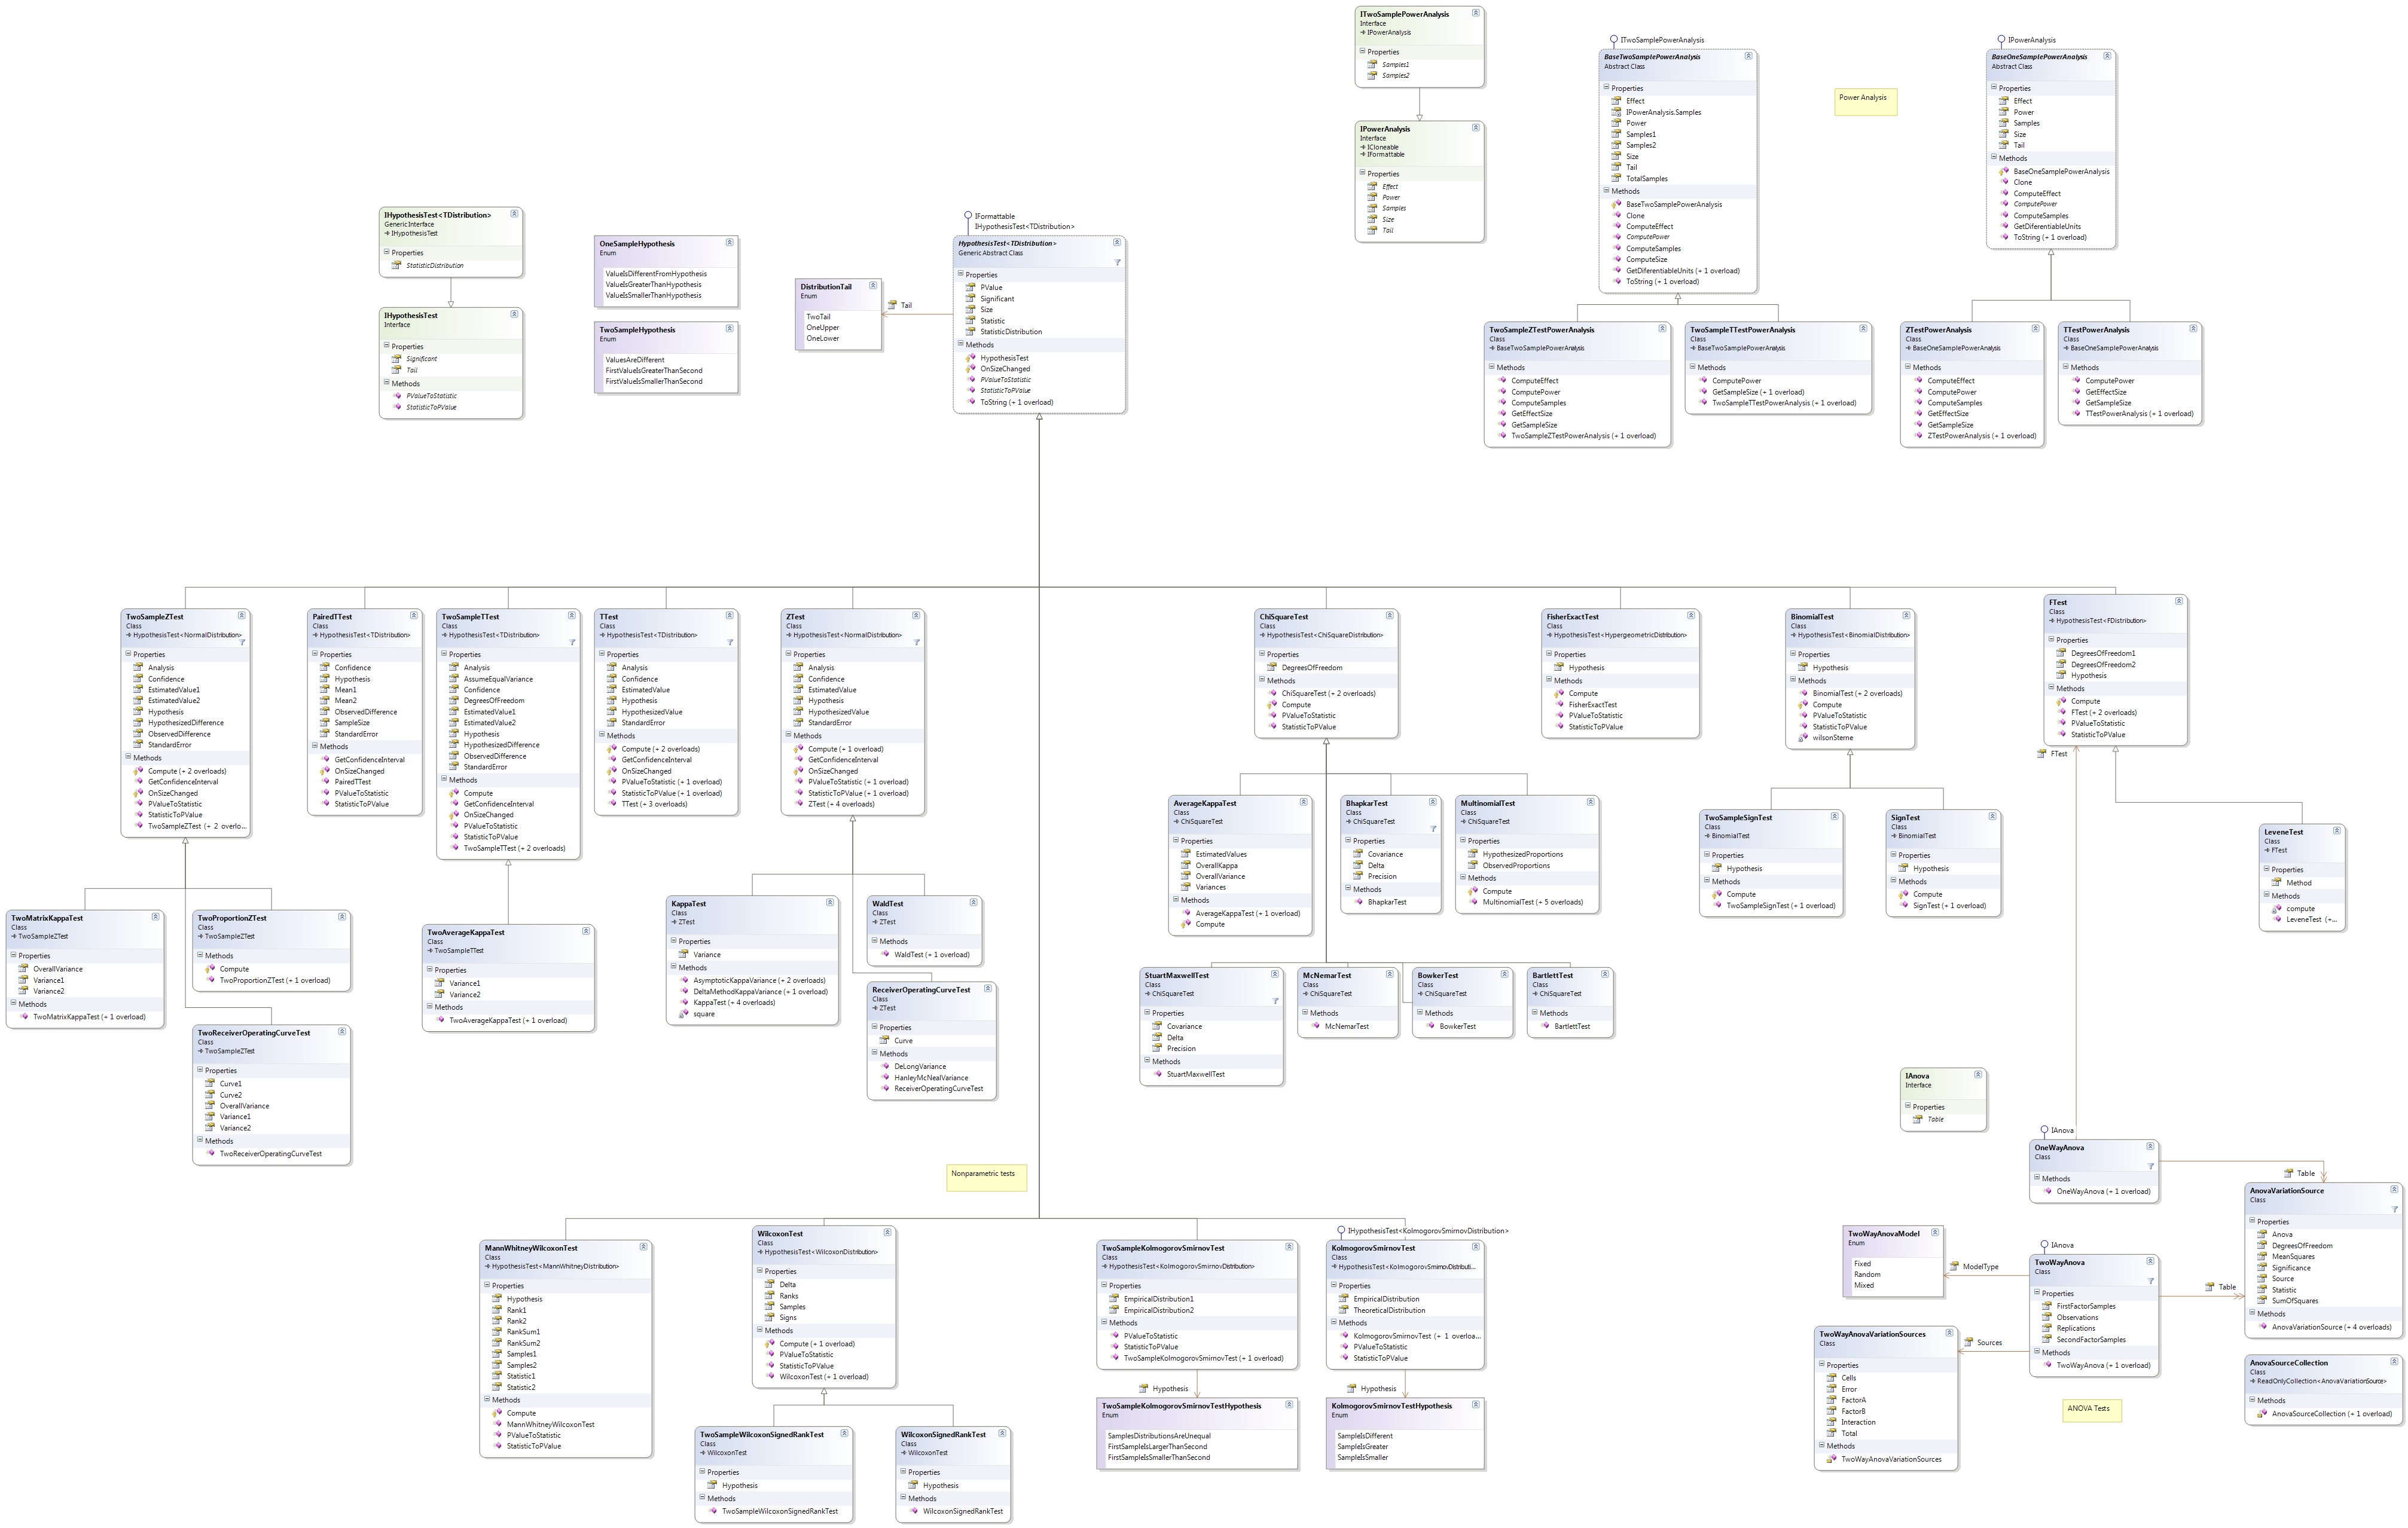 ITwoSamplePowerAnalysis
Interface
IPowerAnalysis
Properties
Samples1
Samples2
IPowerAnalysis
Interface
ICloneable
IFormattable
Properties
Effect
Power
Samples
Size
Tail
ITwoSamplePowerAnalysis
BaseTwoSamplePowerAnalysis
Abstract Class
Properties
Effect
IPowerAnalysis.Samples
Power
Samples1
Samples2
Size
Tail
TotalSamples
Methods
BaseTwoSamplePowerAnalysis
Clone
ComputeEffect
ComputePower
ComputeSamples
ComputeSize
GetDiferentiableUnits (+ 1 overload)
ToString (+ 1 overload)
Power Analysis
IPowerAnalysis
BaseOneSamplePowerAnalysis
Abstract Class
Properties
Effect
Power
Samples
Size
Tail
Methods
BaseOneSamplePowerAnalysis
Clone
ComputeEffect
ComputePower
ComputeSamples
GetDiferentiableUnits
ToString (+ 1 overload)
IHypothesisTest<TDistribution>
Generic Interface
IHypothesisTest
Properties
StatisticDistribution
IHypothesisTest
Interface
Properties
Significant
Tail
Methods
PValueToStatistic
StatisticToPValue
OneSampleHypothesis
Enum
ValueIsDifferentFromHypothesis
ValueIsGreaterThanHypothesis
ValueIsSmallerThanHypothesis
TwoSampleHypothesis
Enum
ValuesAreDifferent
FirstValueIsGreaterThanSecond
FirstValueIsSmallerThanSecond
DistributionTail
Enum
TwoTail
OneUpper
OneLower
Tail
IFormattable
IHypothesisTest<TDistribution>
HypothesisTest<TDistribution>
Generic Abstract Class
Properties
PValue
Significant
Size
Statistic
StatisticDistribution
Methods
HypothesisTest
OnSizeChanged
PValueToStatistic
StatisticToPValue
ToString (+ 1 overload)
TwoSampleZTestPowerAnalysis
Class
BaseTwoSamplePowerAnalysis
Methods
ComputeEffect
ComputePower
ComputeSamples
GetEffectSize
GetSampleSize
TwoSampleZTestPowerAnalysis (+ 1 overload)
TwoSampleTTestPowerAnalysis
Class
BaseTwoSamplePowerAnalysis
Methods
ComputePower
GetSampleSize (+ 1 overload)
TwoSampleTTestPowerAnalysis (+ 1 overload)
ZTestPowerAnalysis
Class
BaseOneSamplePowerAnalysis
Methods
ComputeEffect
ComputePower
ComputeSamples
GetEffectSize
GetSampleSize
ZTestPowerAnalysis (+ 1 overload)
TTestPowerAnalysis
Class
BaseOneSamplePowerAnalysis
Methods
ComputePower
GetEffectSize
GetSampleSize
TTestPowerAnalysis (+ 1 overload)
TwoSampleZTest
Class
HypothesisTest<NormalDistribution>
Properties
Analysis
Confidence
EstimatedValue1
EstimatedValue2
Hypothesis
HypothesizedDifference
ObservedDifference
StandardError
Methods
Compute (+ 2 overloads)
GetConfidenceInterval
OnSizeChanged
PValueToStatistic
StatisticToPValue
TwoSampleZTest (+ 2 overlo...
PairedTTest
Class
HypothesisTest<TDistribution>
Properties
Confidence
Hypothesis
Mean1
Mean2
ObservedDifference
SampleSize
StandardError
Methods
GetConfidenceInterval
OnSizeChanged
PairedTTest
PValueToStatistic
StatisticToPValue
TwoSampleTTest
Class
HypothesisTest<TDistribution>
Properties
Analysis
AssumeEqualVariance
Confidence
DegreesOfFreedom
EstimatedValue1
EstimatedValue2
Hypothesis
HypothesizedDifference
ObservedDifference
StandardError
Methods
Compute
GetConfidenceInterval
OnSizeChanged
PValueToStatistic
StatisticToPValue
TwoSampleTTest (+ 2 overloads)
TTest
Class
HypothesisTest<TDistribution>
Properties
Analysis
Confidence
EstimatedValue
Hypothesis
HypothesizedValue
StandardError
Methods
Compute (+ 2 overloads)
GetConfidenceInterval
OnSizeChanged
PValueToStatistic (+ 1 overload)
StatisticToPValue (+ 1 overload)
TTest (+ 3 overloads)
ZTest
Class
HypothesisTest<NormalDistribution>
Properties
Analysis
Confidence
EstimatedValue
Hypothesis
HypothesizedValue
StandardError
Methods
Compute (+ 1 overload)
GetConfidenceInterval
OnSizeChanged
PValueToStatistic (+ 1 overload)
StatisticToPValue (+ 1 overload)
ZTest (+ 4 overloads)
ChiSquareTest
Class
HypothesisTest<ChiSquareDistribution>
Properties
DegreesOfFreedom
Methods
ChiSquareTest (+ 2 overloads)
Compute
PValueToStatistic
StatisticToPValue
FisherExactTest
Class
HypothesisTest<HypergeometricDistribution>
Properties
Hypothesis
Methods
Compute
FisherExactTest
PValueToStatistic
StatisticToPValue
BinomialTest
Class
HypothesisTest<BinomialDistribution>
Properties
Hypothesis
Methods
BinomialTest (+ 2 overloads)
Compute
PValueToStatistic
StatisticToPValue
wilsonSterne
FTest
Class
HypothesisTest<FDistribution>
Properties
DegreesOfFreedom1
DegreesOfFreedom2
Hypothesis
Methods
Compute
FTest (+ 2 overloads)
PValueToStatistic
StatisticToPValue
FTest
TwoMatrixKappaTest
Class
TwoSampleZTest
Properties
OverallVariance
Variance1
Variance2
Methods
TwoMatrixKappaTest (+ 1 overload)
TwoProportionZTest
Class
TwoSampleZTest
Methods
Compute
TwoProportionZTest (+ 1 overload)
TwoReceiverOperatingCurveTest
Class
TwoSampleZTest
Properties
Curve1
Curve2
OverallVariance
Variance1
Variance2
Methods
TwoReceiverOperatingCurveTest
TwoAverageKappaTest
Class
TwoSampleTTest
Properties
Variance1
Variance2
Methods
TwoAverageKappaTest (+ 1 overload)
KappaTest
Class
ZTest
Properties
Variance
Methods
AsymptoticKappaVariance (+ 2 overloads)
DeltaMethodKappaVariance (+ 1 overload)
KappaTest (+ 4 overloads)
square
WaldTest
Class
ZTest
Methods
WaldTest (+ 1 overload)
ReceiverOperatingCurveTest
Class
ZTest
Properties
Curve
Methods
DeLongVariance
HanleyMcNealVariance
ReceiverOperatingCurveTest
AverageKappaTest
Class
ChiSquareTest
Properties
EstimatedValues
OverallKappa
OverallVariance
Variances
Methods
AverageKappaTest (+ 1 overload)
Compute
BhapkarTest
Class
ChiSquareTest
Properties
Covariance
Delta
Precision
Methods
BhapkarTest
MultinomialTest
Class
ChiSquareTest
Properties
HypothesizedProportions
ObservedProportions
Methods
Compute
MultinomialTest (+ 5 overloads)
TwoSampleSignTest
Class
BinomialTest
Properties
Hypothesis
Methods
Compute
TwoSampleSignTest (+ 1 overload)
SignTest
Class
BinomialTest
Properties
Hypothesis
Methods
Compute
SignTest (+ 1 overload)
LeveneTest
Class
FTest
Properties
Method
Methods
compute
LeveneTest (+...
StuartMaxwellTest
Class
ChiSquareTest
Properties
Covariance
Delta
Precision
Methods
StuartMaxwellTest
McNemarTest
Class
ChiSquareTest
Methods
McNemarTest
BowkerTest
Class
ChiSquareTest
Methods
BowkerTest
BartlettTest
Class
ChiSquareTest
Methods
BartlettTest
IAnova
Interface
Properties
Table
IAnova
OneWayAnova
Class
Methods
OneWayAnova (+ 1 overload)
Table
AnovaVariationSource
Class
Properties
Anova
DegreesOfFreedom
MeanSquares
Significance
Source
Statistic
SumOfSquares
Methods
AnovaVariationSource (+ 4 overloads)
Nonparametric tests
MannWhitneyWilcoxonTest
Class
HypothesisTest<MannWhitneyDistribution>
Properties
Hypothesis
Rank1
Rank2
RankSum1
RankSum2
Samples1
Samples2
Statistic1
Statistic2
Methods
Compute
MannWhitneyWilcoxonTest
PValueToStatistic
StatisticToPValue
WilcoxonTest
Class
HypothesisTest<WilcoxonDistribution>
Properties
Delta
Ranks
Samples
Signs
Methods
Compute (+ 1 overload)
PValueToStatistic
StatisticToPValue
WilcoxonTest (+ 1 overload)
TwoSampleKolmogorovSmirnovTest
Class
HypothesisTest<KolmogorovSmirnovDistribution>
Properties
EmpiricalDistribution1
EmpiricalDistribution2
Methods
PValueToStatistic
StatisticToPValue
TwoSampleKolmogorovSmirnovTest (+ 1 overload)
Hypothesis
IHypothesisTest<KolmogorovSmirnovDistribution>
KolmogorovSmirnovTest
Class
HypothesisTest<KolmogorovSmirnovDistributi...
Properties
EmpiricalDistribution
TheoreticalDistribution
Methods
KolmogorovSmirnovTest (+ 1 overloa...
PValueToStatistic
StatisticToPValue
Hypothesis
TwoWayAnovaModel
Enum
Fixed
Random
Mixed
ModelType
IAnova
TwoWayAnova
Class
Properties
FirstFactorSamples
Observations
Replications
SecondFactorSamples
Methods
TwoWayAnova (+ 1 overload)
Table
Sources
TwoWayAnovaVariationSources
Class
Properties
Cells
Error
FactorA
FactorB
Interaction
Total
Methods
TwoWayAnovaVariationSources
ANOVA Tests
AnovaSourceCollection
Class
ReadOnlyCollection<AnovaVariationSource>
Methods
AnovaSourceCollection (+ 1 overload)
TwoSampleWilcoxonSignedRankTest
Class
WilcoxonTest
Properties
Hypothesis
Methods
TwoSampleWilcoxonSignedRankTest
WilcoxonSignedRankTest
Class
WilcoxonTest
Properties
Hypothesis
Methods
WilcoxonSignedRankTest
TwoSampleKolmogorovSmirnovTestHypothesis
Enum
SamplesDistributionsAreUnequal
FirstSampleIsLargerThanSecond
FirstSampleIsSmallerThanSecond
KolmogorovSmirnovTestHypothesis
Enum
SampleIsDifferent
SampleIsGreater
SampleIsSmaller